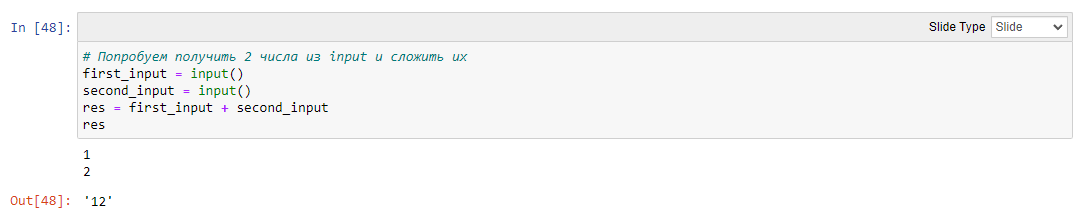 In [48]:
Slide Type Slide
# Попробуем получить 2 числа из input и сложить их
first_input = input()
second_input = input()
res = first_input + second_input
res
1
2
Out[48]: '12'